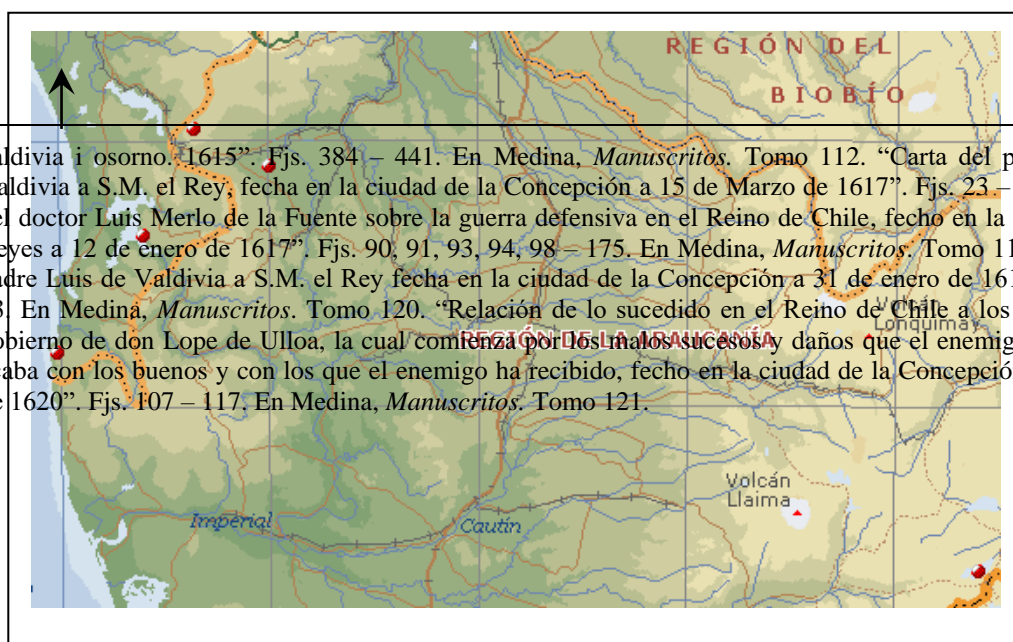 REGIÓN DEL
BIOBÍO
aldivia i osorno. 1615”. Fjs. 384 – 441. En Medina, Manuscritos. Tomo 112. “Carta del p
aldivia a S.M. el Rey, fecha en la ciudad de la Concepción a 15 de Marzo de 1617”. Fjs. 23 –
el doctor Luis Merlo de la Fuente sobre la guerra defensiva en el Reino de Chile, fecho en la
eyes a 12 de enero de 1617”. Fjs. 90, 91, 93, 94, 98 – 175. En Medina, Manuscritos. Tomo 11
adre Luis de Valdivia a S.M. el Rey fecha en la ciudad de la Concepción a 31 de enero de 161
3. En Medina, Manuscritos. Tomo 120. “Relación de lo sucedido en el Reino de Chile a los
obierno de don Lope de Ulloa, la cual comienza por los malos sucesos y daños que el enemig
caba con los buenos y con los que el enemigo ha recibido, fecho en la ciudad de la Concepció
e 1620”. Fjs. 107 – 117. En Medina, Manuscritos. Tomo 121.
Volcán
Lonquimay
REGIÓN DE LA ARAUCANÍA
Volcán
Llaima
Imperial
Cautín